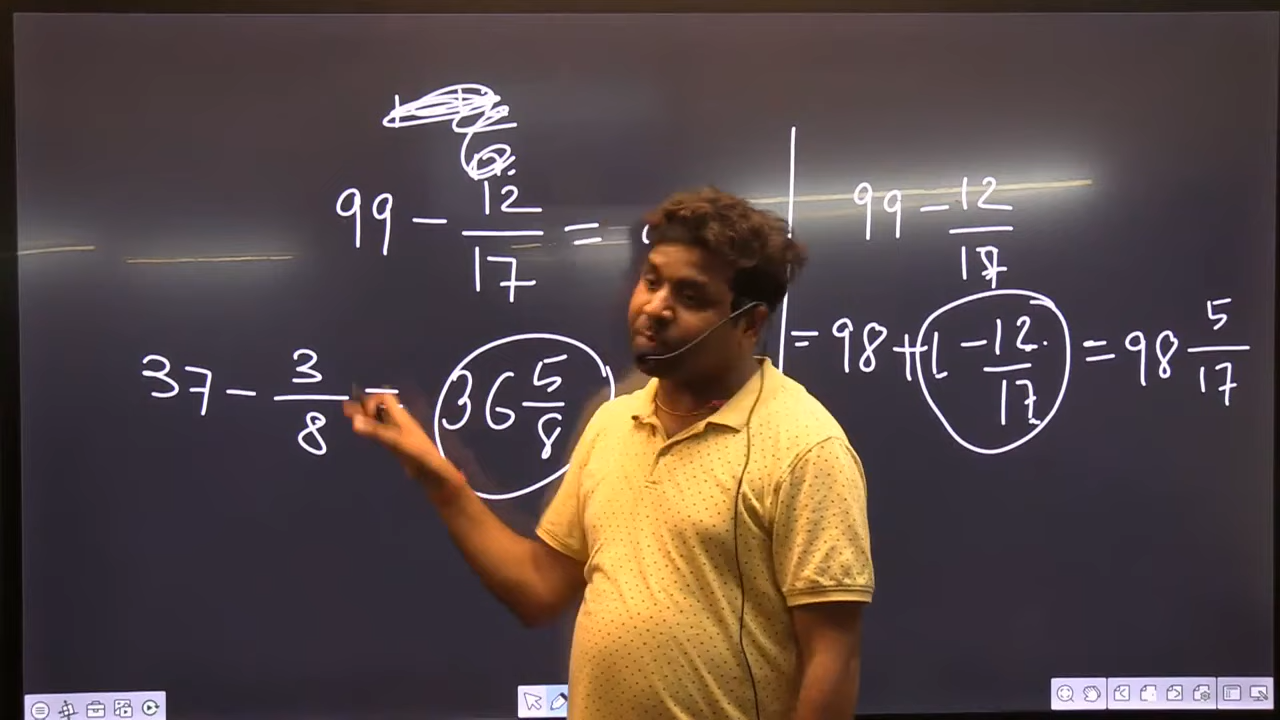 99 - 12/17 =
37 - 3/8 = 36 5/8
99 - 12/17
= 98 + 1 - 12/17 = 98 5/17